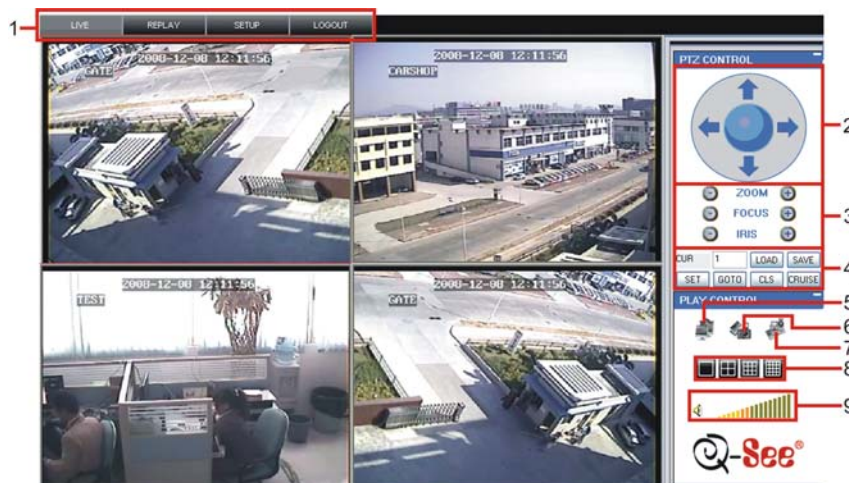 1
LIVE REPLAY SETUP LOGOUT
2008-12-08 12:11:56
GATE
2008-12-08 12:11:56
CARSHOP
2008-12-08 12:11:56
TEST
2008-12-08 12:11:56
GATE
PTZ CONTROL
2
ZOOM
FOCUS
IRIS
3
CUR 1 LOAD SAVE
SET GOTO CLS CRUISE
4
PLAY CONTROL
5
6
7
8
9
Q-See®